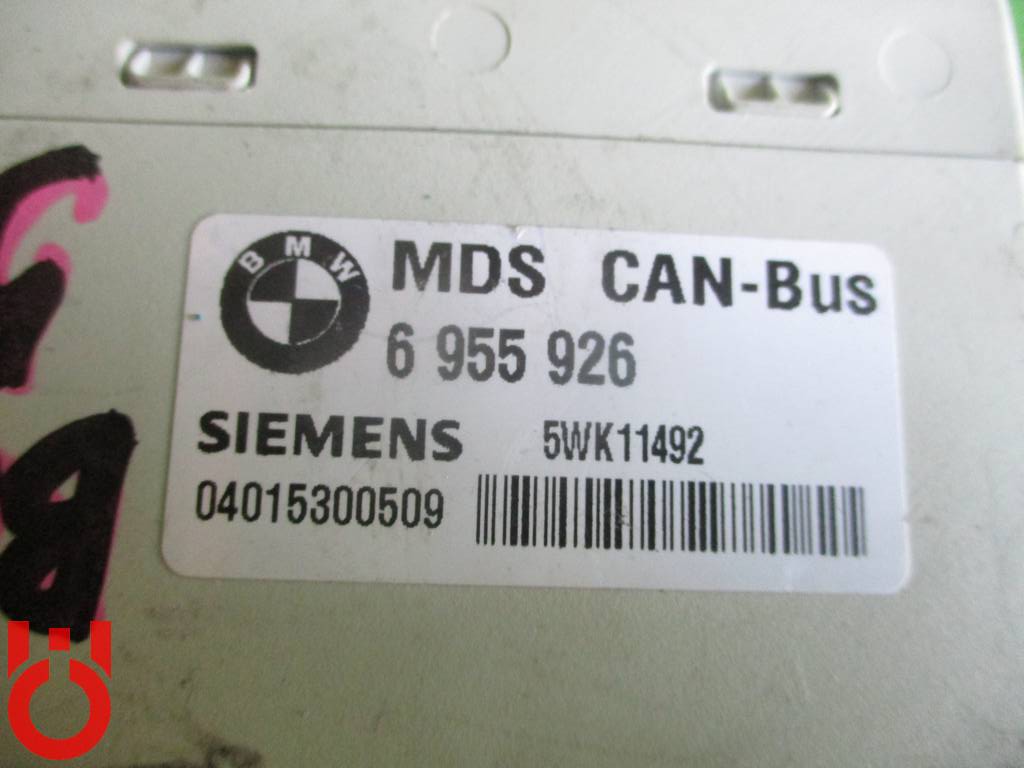 BMW
MDS CAN-Bus
6 955 926
SIEMENS 5WK11492
04015300509